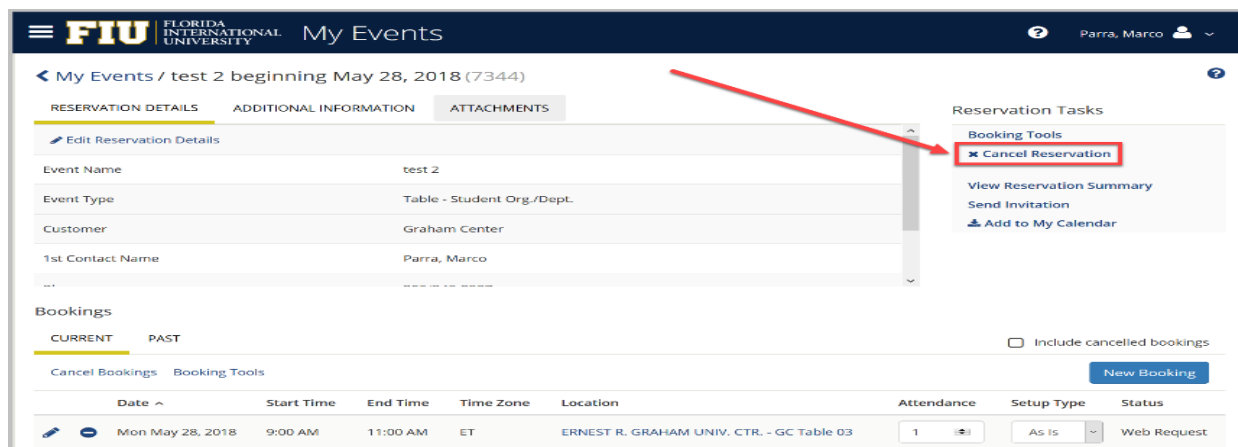 FIU FLORIDA INTERNATIONAL UNIVERSITY My Events
Parra, Marco
My Events / test 2 beginning May 28, 2018 (7344)
RESERVATION DETAILS ADDITIONAL INFORMATION ATTACHMENTS
Edit Reservation Details
Event Name test 2
Event Type Table - Student Org./Dept.
Customer Graham Center
1st Contact Name Parra, Marco
Reservation Tasks
Booking Tools
Cancel Reservation
View Reservation Summary
Send Invitation
Add to My Calendar
Bookings
CURRENT PAST
Include cancelled bookings
Cancel Bookings Booking Tools
New Booking
Date Start Time End Time Time Zone Location Attendance Setup Type Status
Mon May 28, 2018 9:00 AM 11:00 AM ET ERNEST R. GRAHAM UNIV. CTR. - GC Table 03 1 As Is Web Request